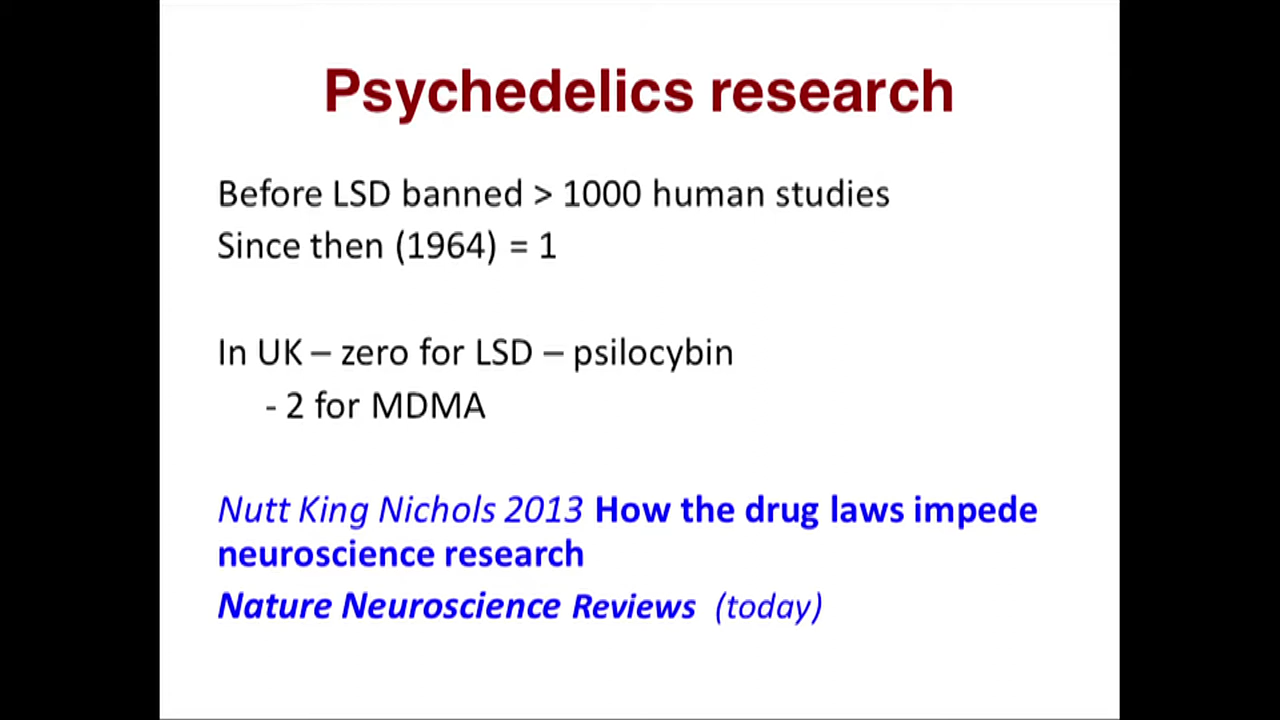 Psychedelics research
Before LSD banned > 1000 human studies
Since then (1964) = 1
In UK – zero for LSD – psilocybin
- 2 for MDMA
Nutt King Nichols 2013 How the drug laws impede
neuroscience research
Nature Neuroscience Reviews (today)